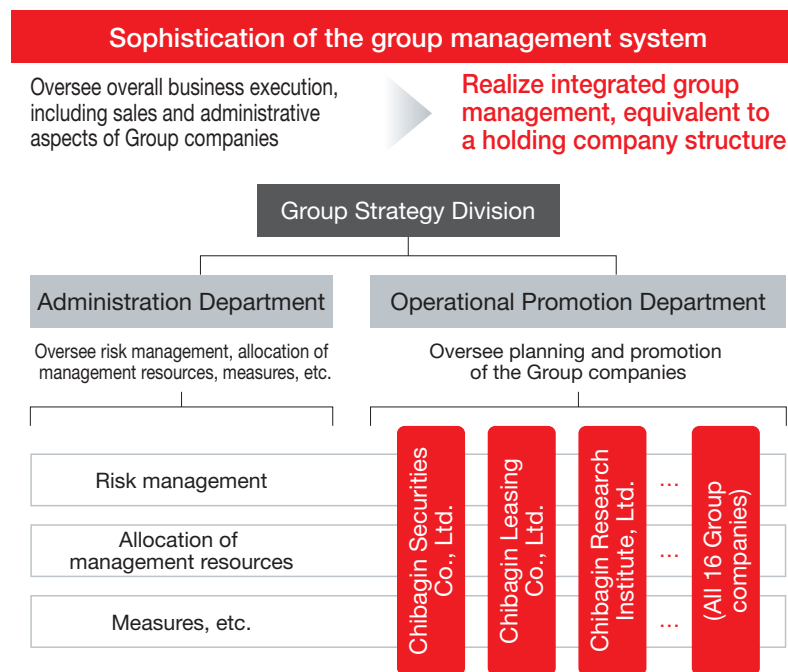 Sophistication of the group management system
Oversee overall business execution,
including sales and administrative
aspects of Group companies
Realize integrated group
management, equivalent to
a holding company structure
Group Strategy Division
Administration Department
Operational Promotion Department
Oversee risk management, allocation of
management resources, measures, etc.
Oversee planning and promotion
of the Group companies
Risk management
Allocation of
management resources
Measures, etc.
Chibagin Securities
Co., Ltd.
Chibagin Leasing
Co., Ltd.
Chibagin Research
Institute, Ltd.
...
...
...
(All 16 Group
companies)